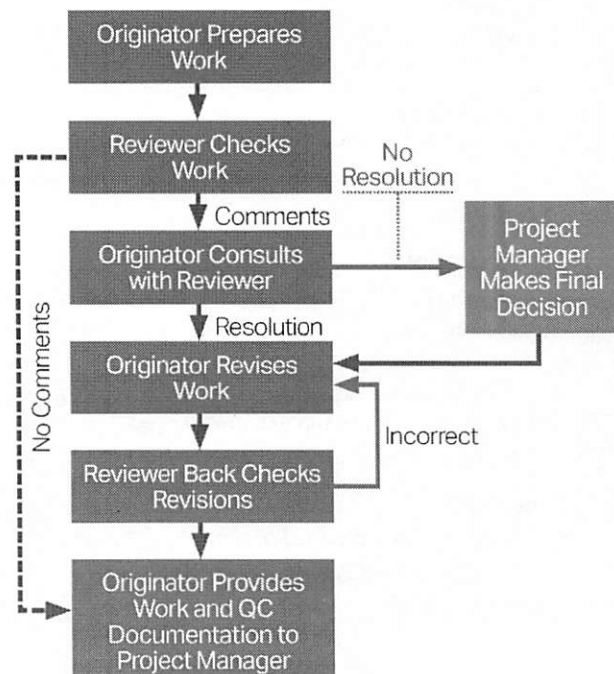 Originator Prepares
Work
Reviewer Checks
Work
No
Resolution
Comments
Originator Consults
with Reviewer
Project
Manager
Makes Final
Decision
Resolution
No Comments
Originator Revises
Work
Incorrect
Reviewer Back Checks
Revisions
Originator Provides
Work and QC
Documentation to
Project Manager